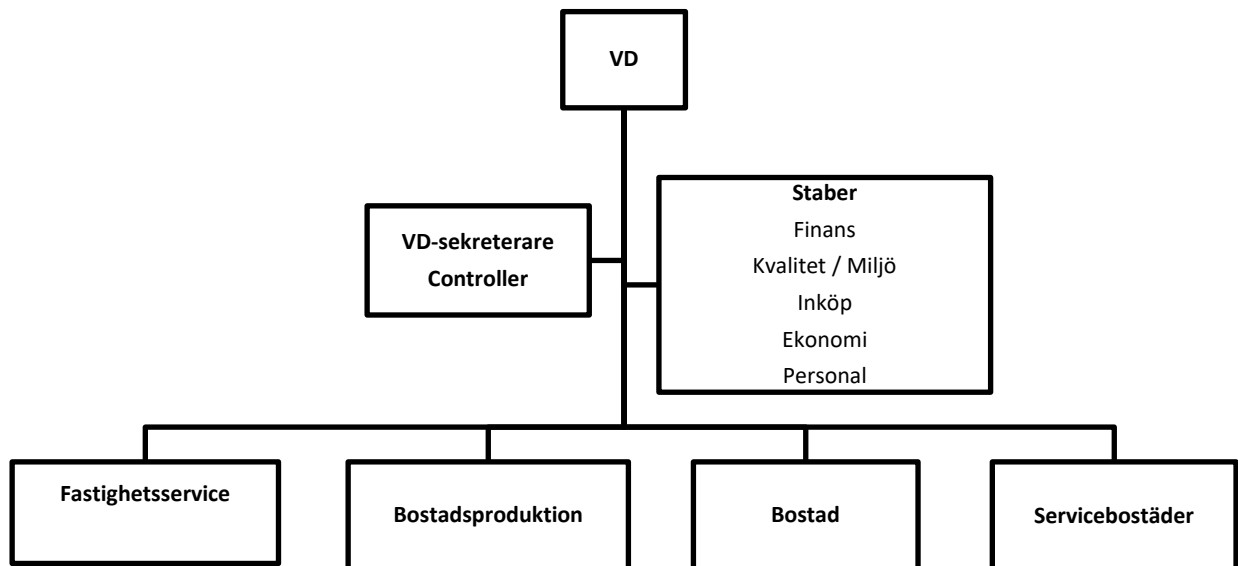 VD
VD-sekreterare
Controller
Staber
Finans
Kvalitet / Miljö
Inköp
Ekonomi
Personal
Fastighetsservice
Bostadsproduktion
Bostad
Servicebostäder